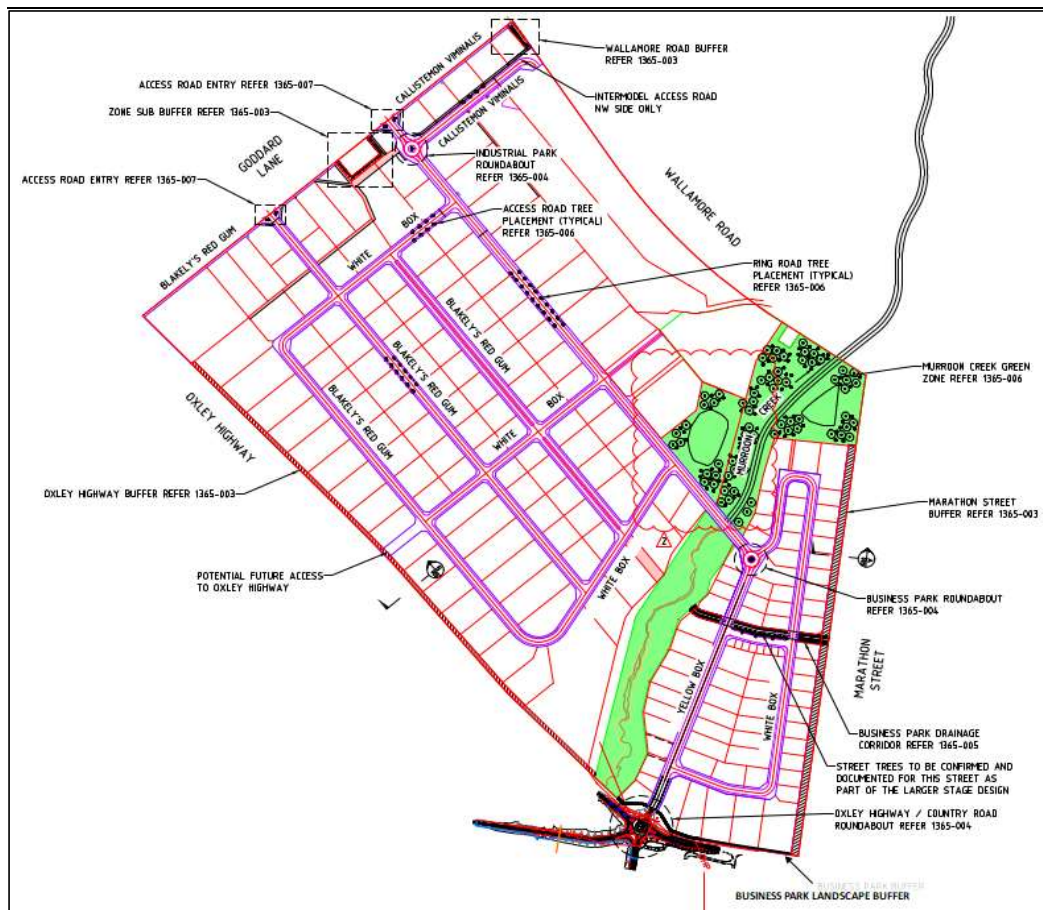 CALLISTEMON VIMINALIS
WALLAMORE ROAD BUFFER
REFER 1365-003
ACCESS ROAD ENTRY REFER 1365-007
INTERMODEL ACCESS ROAD
NW SIDE ONLY
ZONE SUB BUFFER REFER 1365-003
CALLISTEMON VIMINALIS
GODDARD
LANE
INDUSTRIAL PARK
ROUNDABOUT
REFER 1365-004
ACCESS ROAD ENTRY REFER 1365-007
WALLAMORE ROAD
ACCESS ROAD TREE
PLACEMENT (TYPICAL)
REFER 1365-006
BLAKELY'S RED GUM
WHITE BOX
RING ROAD TREE
PLACEMENT (TYPICAL)
REFER 1365-006
BLAKELY'S RED GUM
BLAKELY'S RED GUM
BLAKELY'S RED GUM
MURROON CREEK GREEN
ZONE REFER 1365-006
OXLEY HIGHWAY
WHITE BOX
MURROON CREEK
OXLEY HIGHWAY BUFFER REFER 1365-003
MARATHON STREET
BUFFER REFER 1365-003
2
POTENTIAL FUTURE ACCESS
TO OXLEY HIGHWAY
WHITE BOX
BUSINESS PARK ROUNDABOUT
REFER 1365-004
MARATHON
STREET
YELLOW BOX
WHITE BOX
BUSINESS PARK DRAINAGE
CORRIDOR REFER 1365-005
STREET TREES TO BE CONFIRMED AND
DOCUMENTED FOR THIS STREET AS
PART OF THE LARGER STAGE DESIGN
OXLEY HIGHWAY / COUNTRY ROAD
ROUNDABOUT REFER 1365-004
BUSINESS PARK BUFFER
BUSINESS PARK LANDSCAPE BUFFER